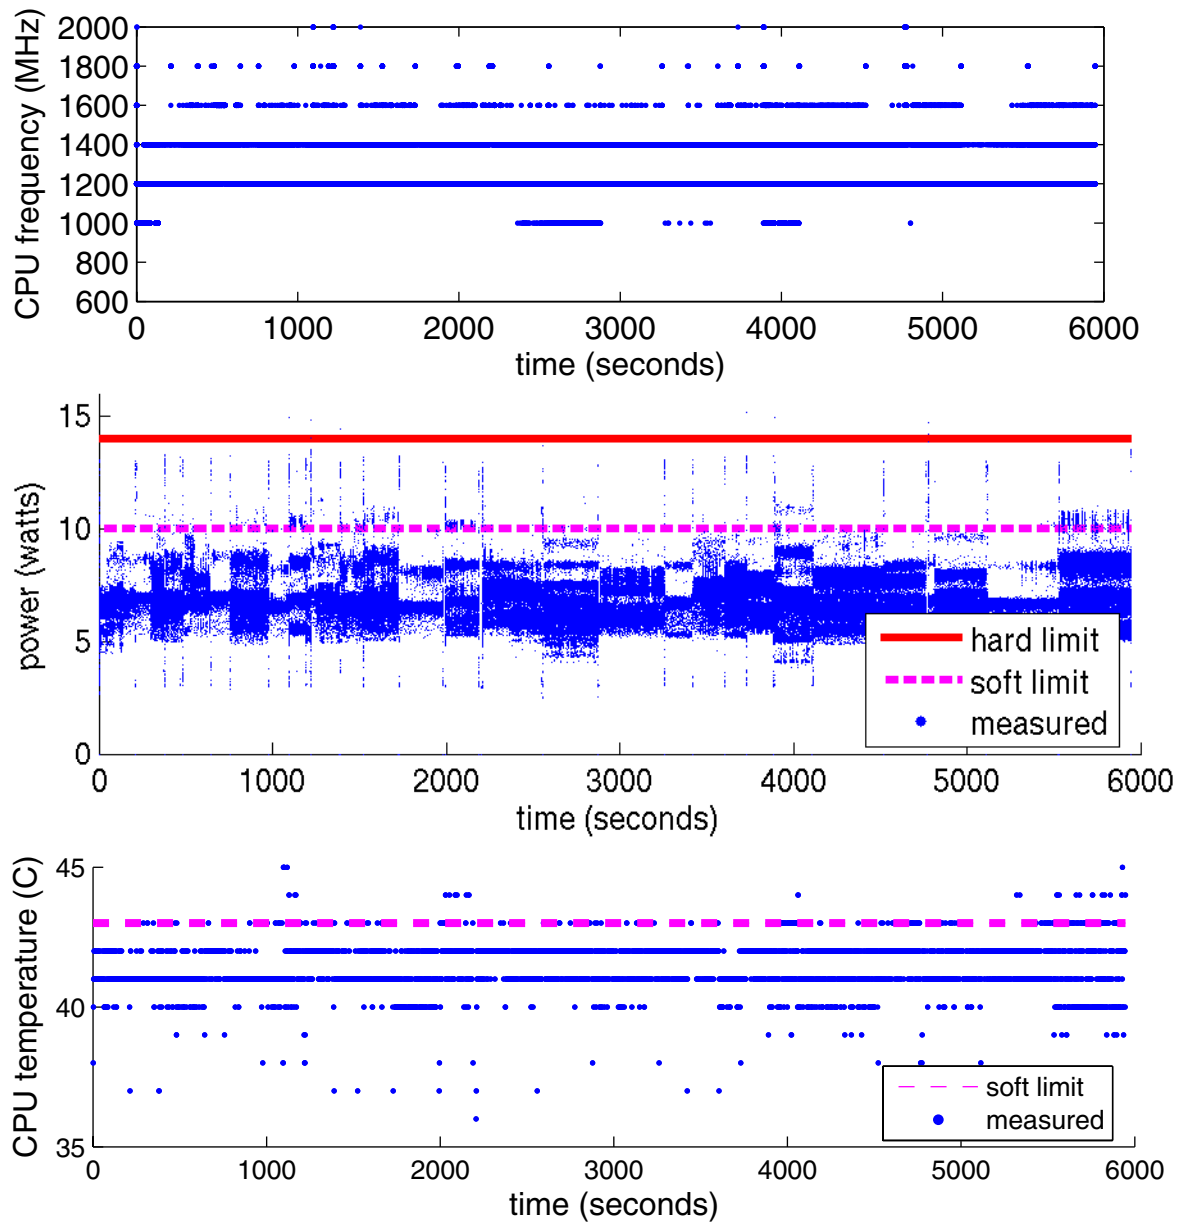 CPU frequency (MHz)
2000
1800
1600
1400
1200
1000
800
600
0 1000 2000 3000 4000 5000 6000
time (seconds)
power (watts)
15
10
5
0
hard limit
soft limit
measured
0 1000 2000 3000 4000 5000 6000
time (seconds)
CPU temperature (C)
45
40
35
soft limit
measured
0 1000 2000 3000 4000 5000 6000
time (seconds)